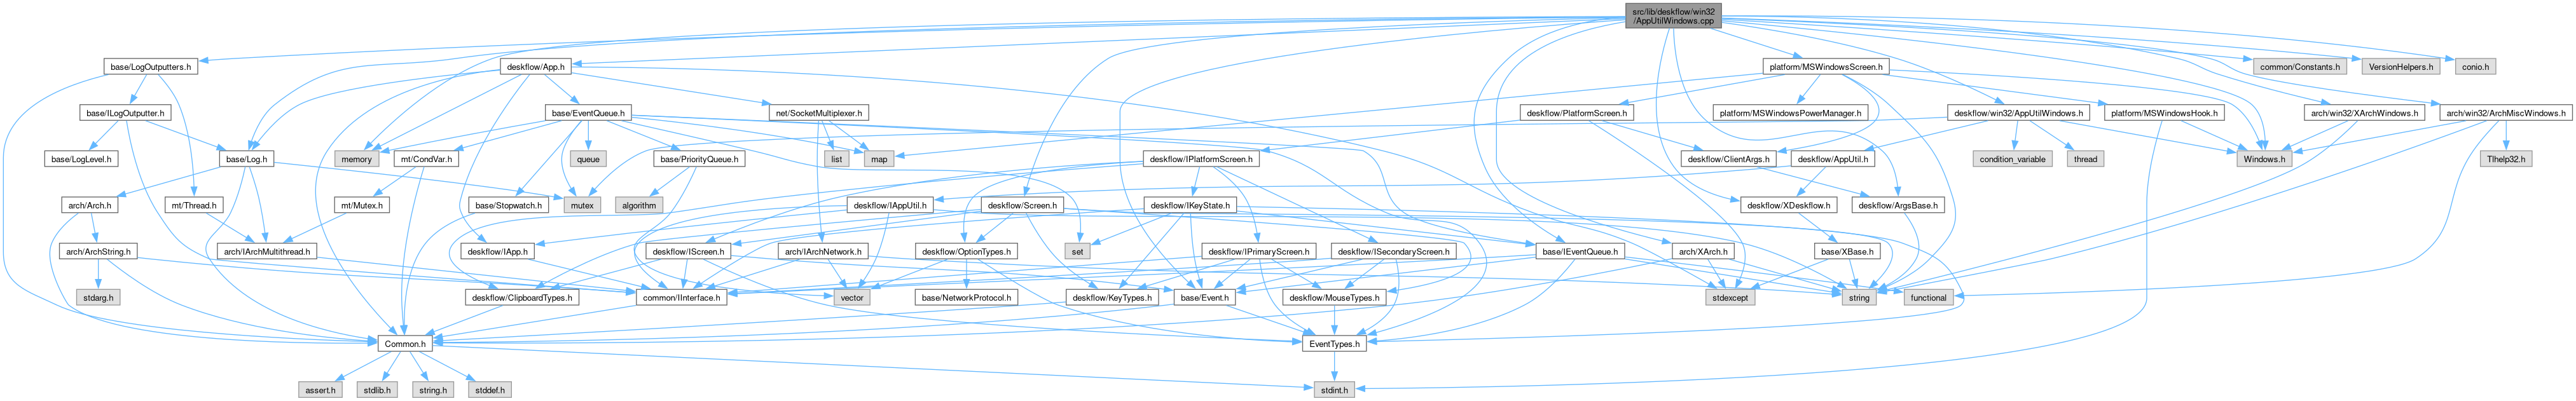 src/lib/deskflow/win32
/AppUtilWindows.cpp
base/LogOutputters.h
deskflow/App.h
platform/MSWindowsScreen.h
common/Constants.h
VersionHelpers.h
conio.h
base/ILogOutputter.h
base/EventQueue.h
net/SocketMultiplexer.h
deskflow/PlatformScreen.h
platform/MSWindowsPowerManager.h
deskflow/win32/AppUtilWindows.h
platform/MSWindowsHook.h
arch/win32/XArchWindows.h
arch/win32/ArchMiscWindows.h
base/LogLevel.h
base/Log.h
memory
mt/CondVar.h
queue
base/PriorityQueue.h
list
map
deskflow/IPlatformScreen.h
deskflow/ClientArgs.h
deskflow/AppUtil.h
condition_variable
thread
Windows.h
Tlhelp32.h
arch/Arch.h
mt/Thread.h
mt/Mutex.h
base/Stopwatch.h
mutex
algorithm
deskflow/IAppUtil.h
deskflow/Screen.h
deskflow/IKeyState.h
deskflow/XDeskflow.h
deskflow/ArgsBase.h
arch/ArchString.h
arch/IArchMultithread.h
deskflow/IApp.h
deskflow/IScreen.h
arch/IArchNetwork.h
deskflow/OptionTypes.h
set
deskflow/IPrimaryScreen.h
deskflow/ISecondaryScreen.h
base/IEventQueue.h
arch/XArch.h
base/XBase.h
stdarg.h
deskflow/ClipboardTypes.h
common/IInterface.h
vector
base/NetworkProtocol.h
deskflow/KeyTypes.h
base/Event.h
deskflow/MouseTypes.h
stdexcept
string
functional
Common.h
EventTypes.h
assert.h
stdlib.h
string.h
stddef.h
stdint.h